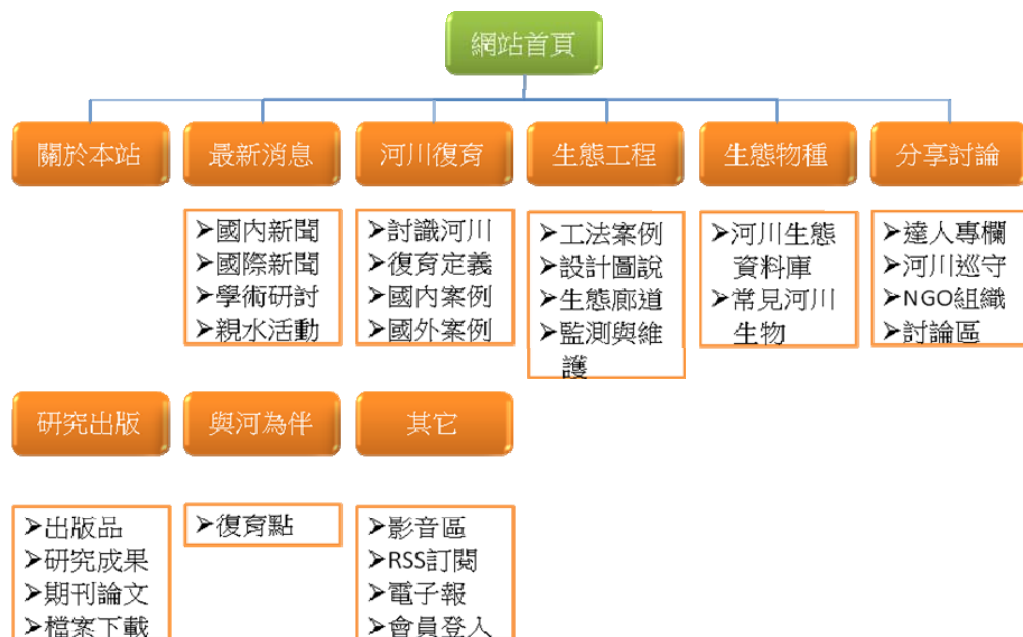 網站首頁
關於本站
最新消息
河川復育
生態工程
生態物種
分享討論
➢國內新聞
➢國際新聞
➢學術研討
➢親水活動
➢討識河川
➢復育定義
➢國內案例
➢國外案例
➢工法案例
➢設計圖說
➢生態廊道
➢監測與維
護
➢河川生態
資料庫
➢常見河川
生物
➢達人專欄
➢河川巡守
➢NGO組織
➢討論區
研究出版
與河為伴
其它
➢出版品
➢研究成果
➢期刊論文
➢檔案下載
➢復育點
➢影音區
➢RSS訂閱
➢電子報
➢會員登入